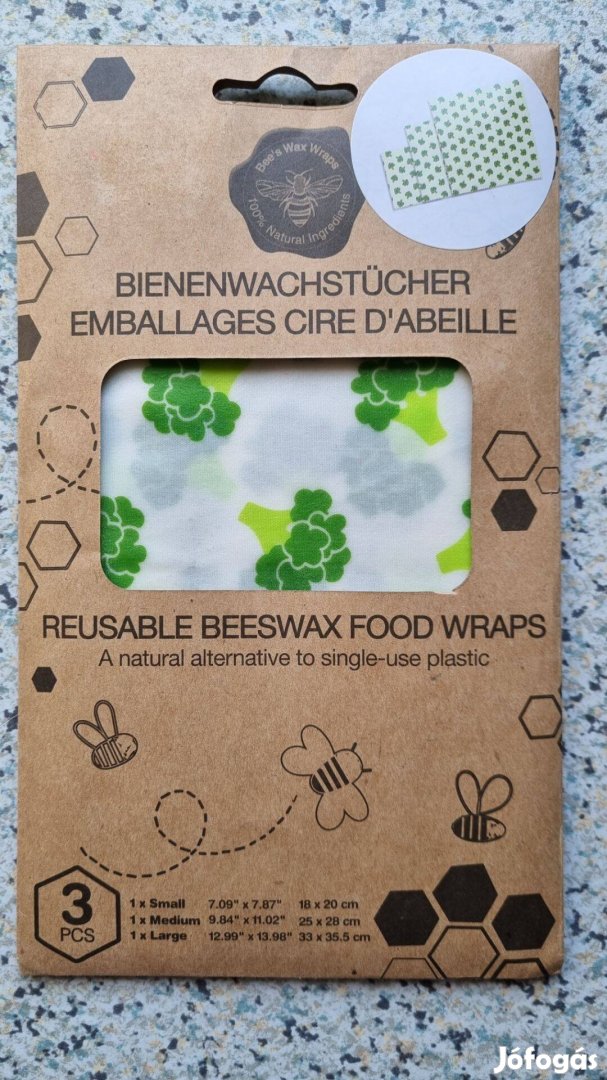 Bee's Wax Wraps
100% Natural Ingredients
BIENENWACHSTÜCHER
EMBALLAGES CIRE D'ABEILLE
REUSABLE BEESWAX FOOD WRAPS
A natural alternative to single-use plastic
3
PCS
1 x Small 7.09" x 7.87" 18 x 20 cm
1 x Medium 9.84" x 11.02" 25 x 28 cm
1 x Large 12.99" x 13.98" 33 x 35.5 cm
Jófogás